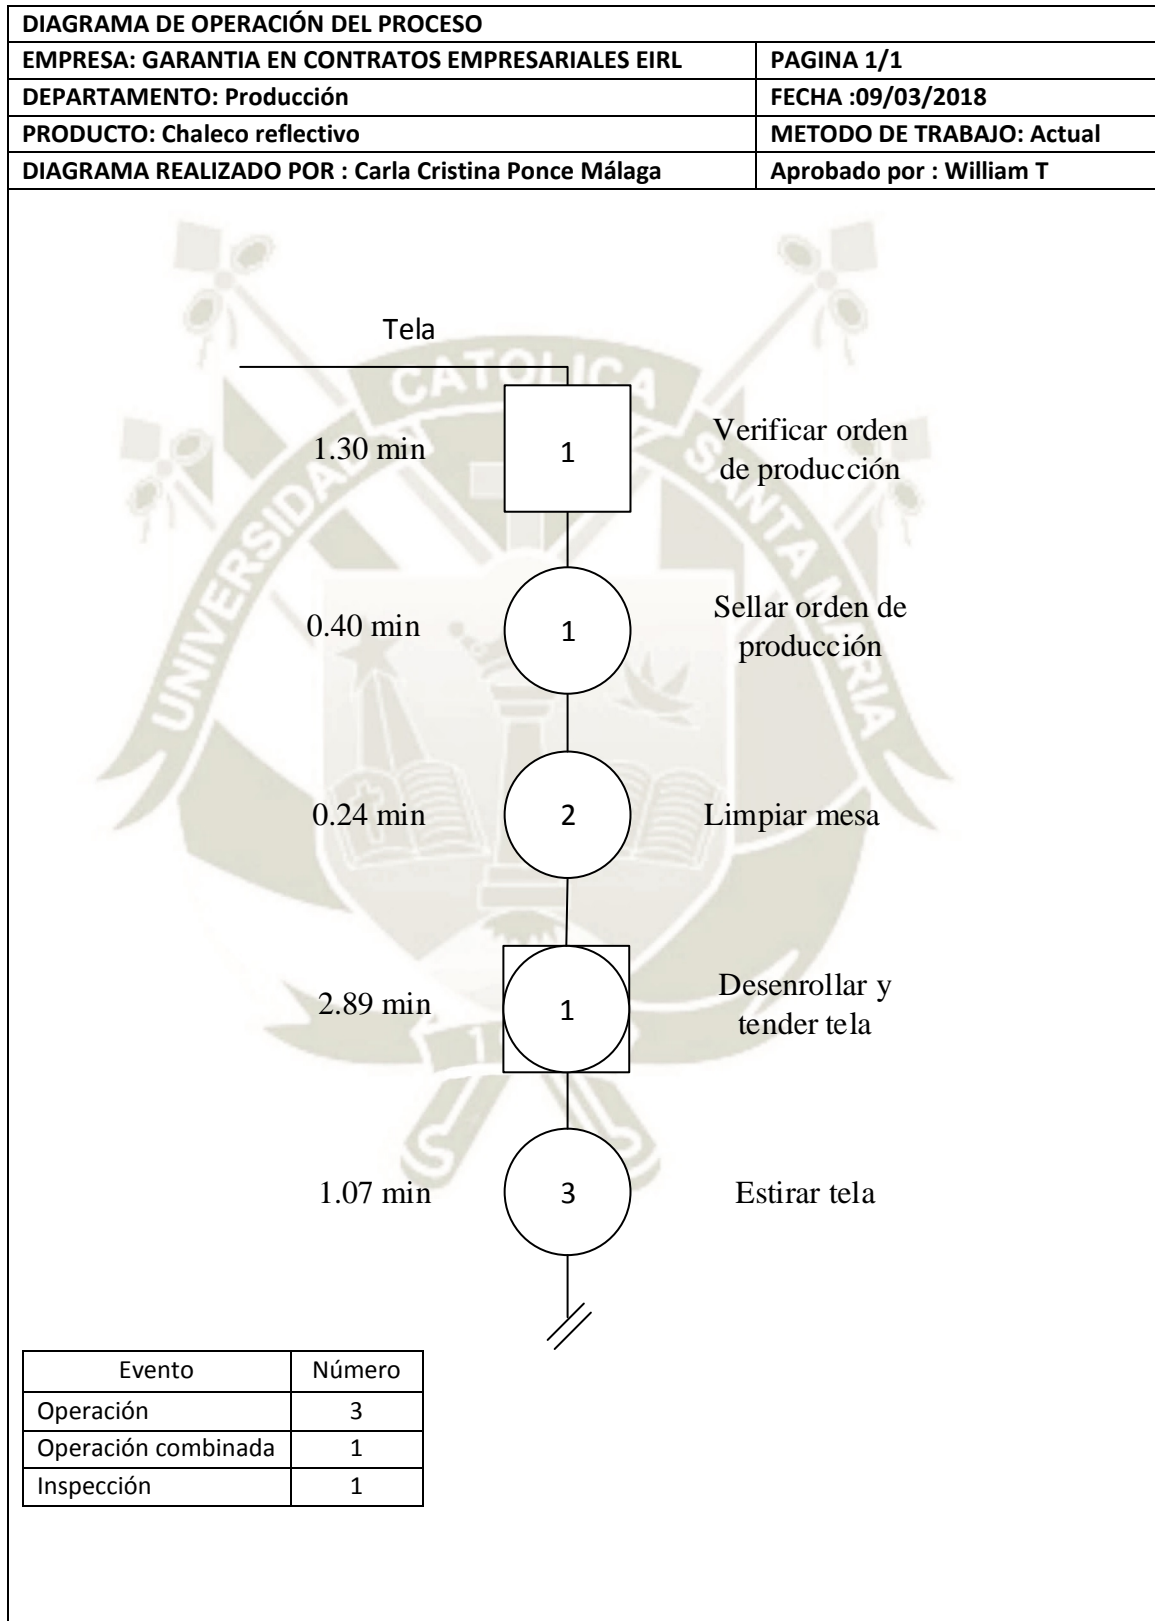 DIAGRAMA DE OPERACIÓN DEL PROCESO
EMPRESA: GARANTIA EN CONTRATOS EMPRESARIALES EIRL
PAGINA 1/1
DEPARTAMENTO: Producción
FECHA :09/03/2018
PRODUCTO: Chaleco reflectivo
METODO DE TRABAJO: Actual
DIAGRAMA REALIZADO POR : Carla Cristina Ponce Málaga
Aprobado por : William T
UNIVERSIDAD CATOLICA SANTA MARIA
Tela
1.30 min
1
Verificar orden
de producción
0.40 min
1
Sellar orden de
producción
0.24 min
2
Limpiar mesa
2.89 min
1
Desenrollar y
tender tela
1.07 min
3
Estirar tela
Evento
Número
Operación
3
Operación combinada
1
Inspección
1